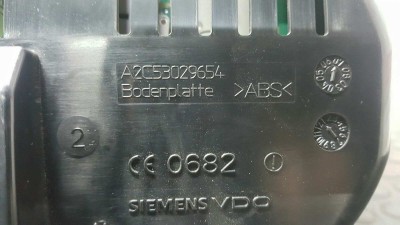 A2C53029654
Bodenplatte >ABS<
2
CE 0682
SIEMENS VDO